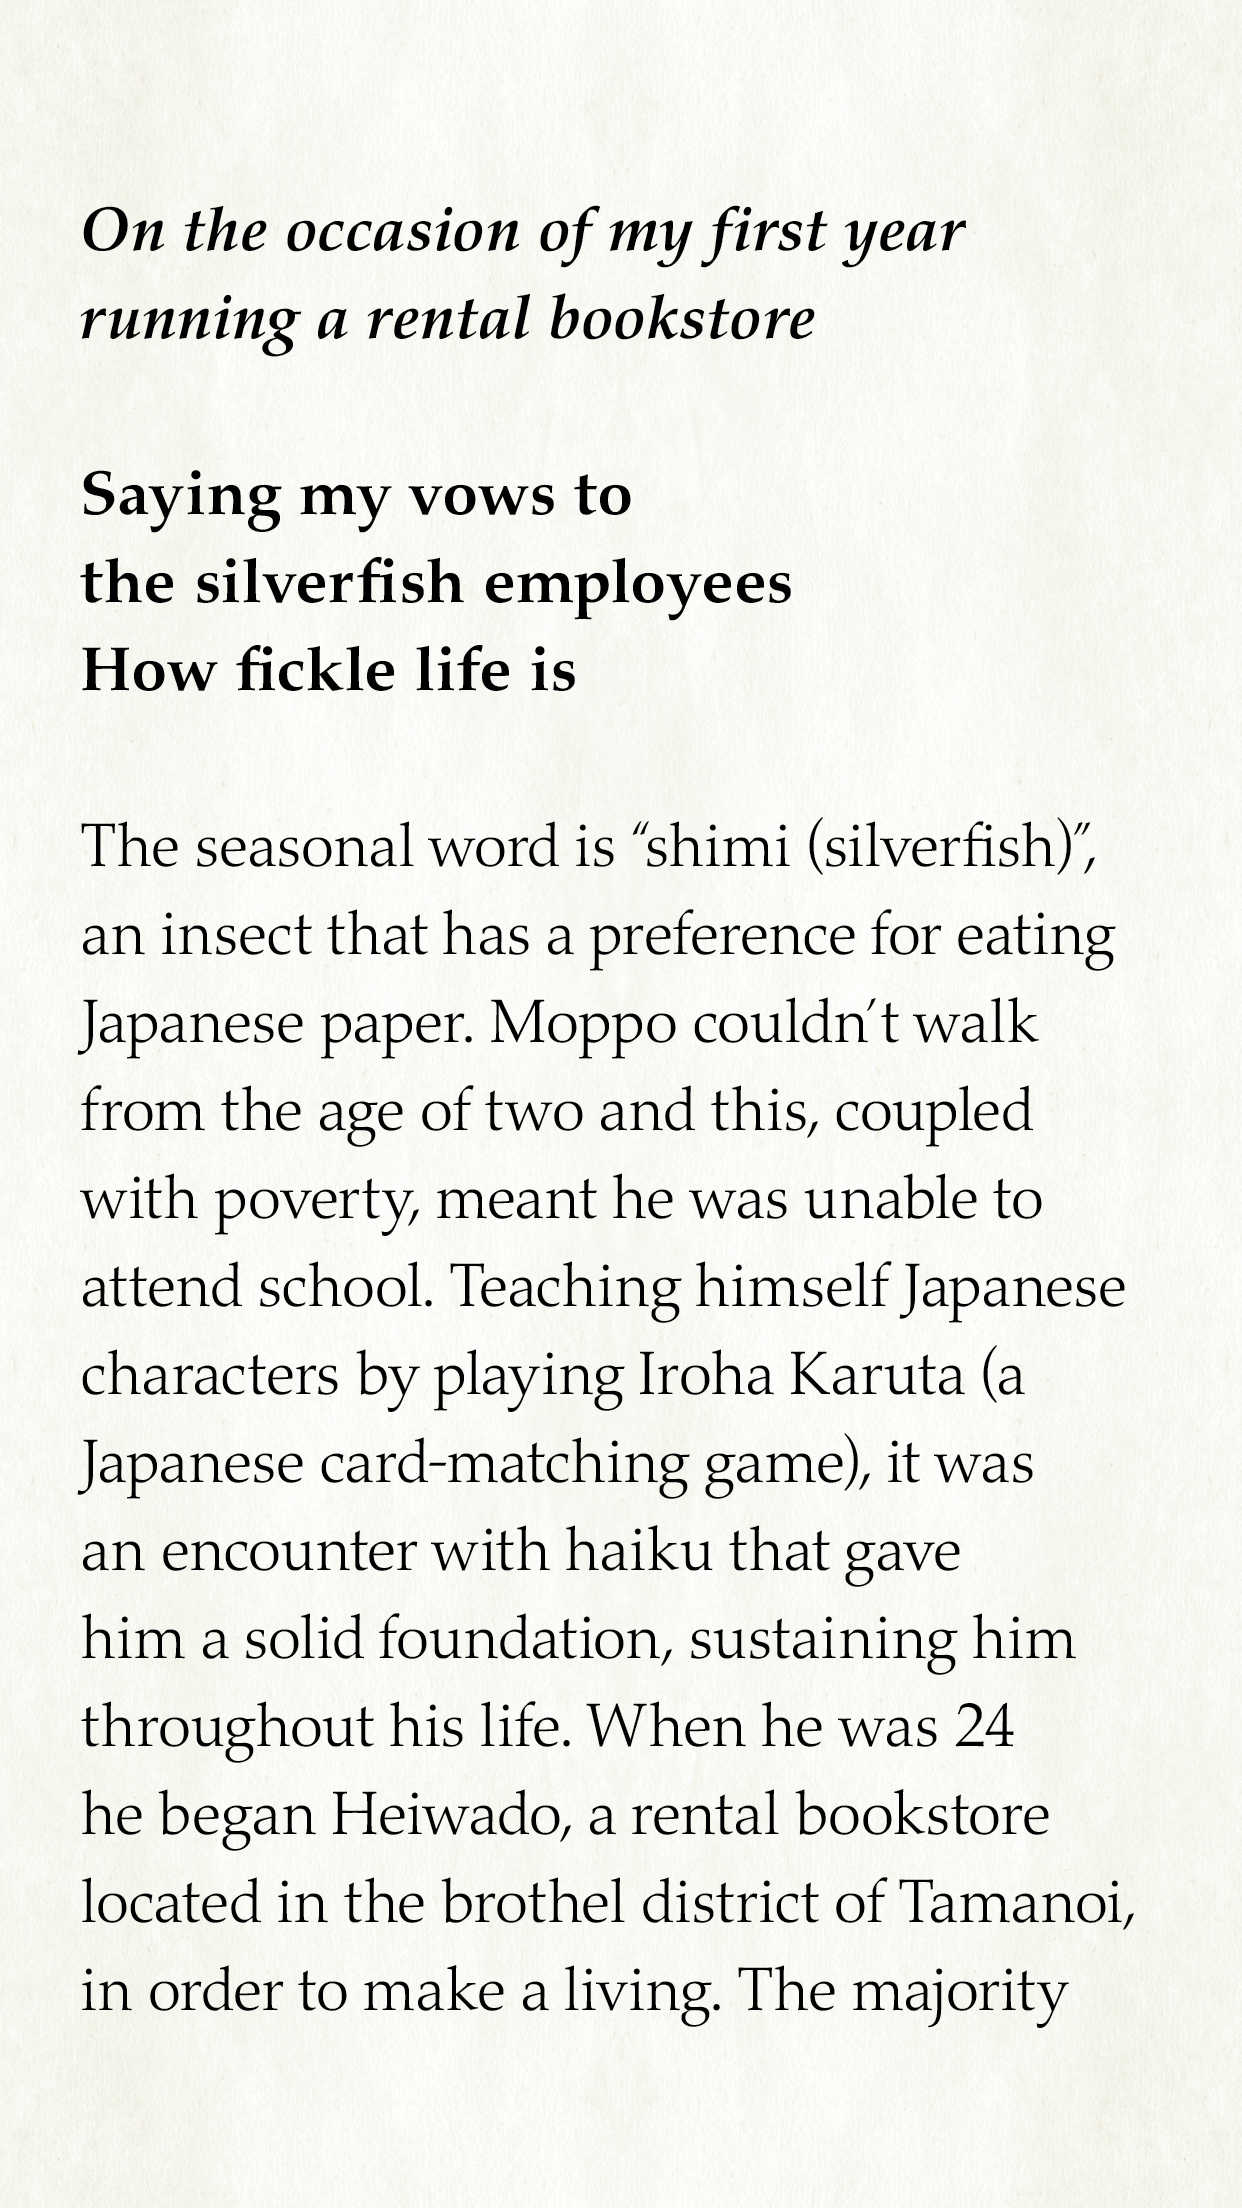 On the occasion of my first year
running a rental bookstore
Saying my vows to
the silverfish employees
How fickle life is
The seasonal word is “shimi (silverfish)”,
an insect that has a preference for eating
Japanese paper. Moppo couldn’t walk
from the age of two and this, coupled
with poverty, meant he was unable to
attend school. Teaching himself Japanese
characters by playing Iroha Karuta (a
Japanese card-matching game), it was
an encounter with haiku that gave
him a solid foundation, sustaining him
throughout his life. When he was 24
he began Heiwado, a rental bookstore
located in the brothel district of Tamanoi,
in order to make a living. The majority